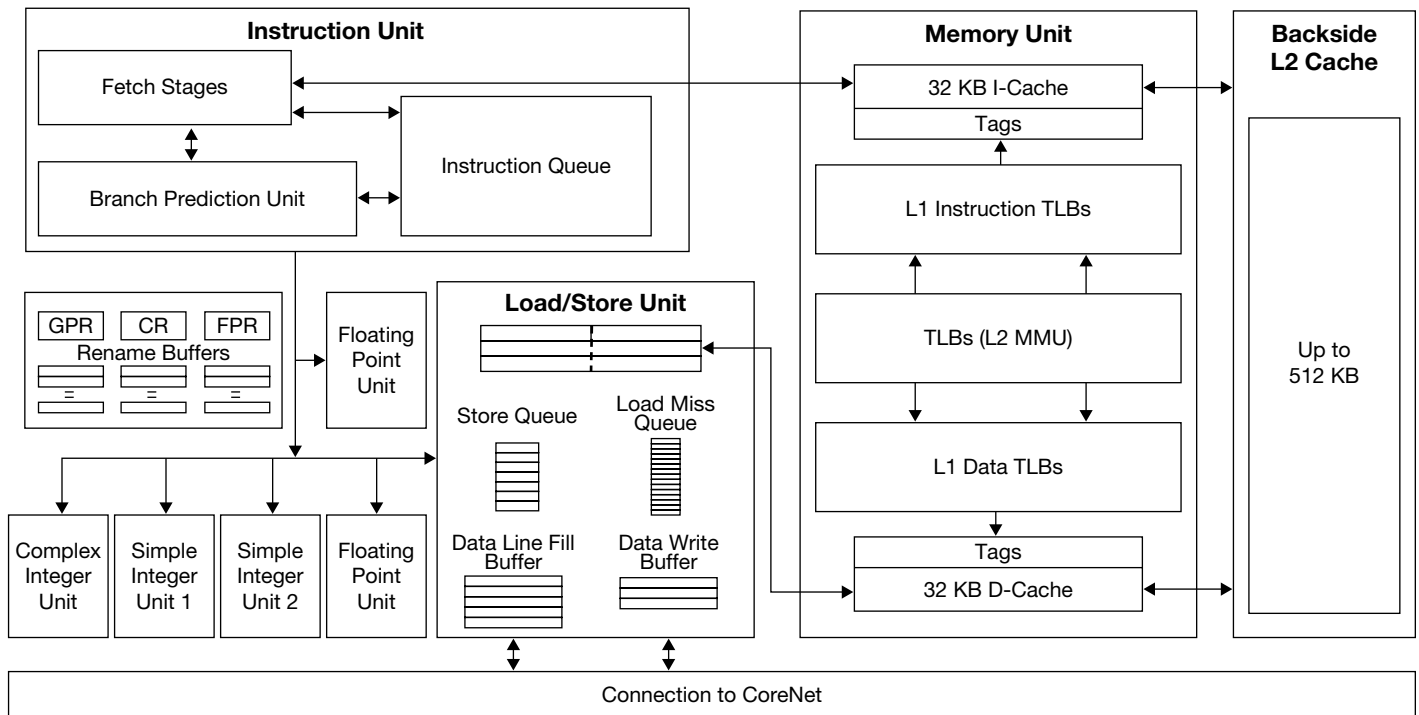 Instruction Unit
Fetch Stages
Instruction Queue
Branch Prediction Unit
Memory Unit
32 KB I-Cache
Tags
L1 Instruction TLBs
TLBs (L2 MMU)
L1 Data TLBs
Tags
32 KB D-Cache
Backside
L2 Cache
Up to
512 KB
GPR
CR
FPR
Rename Buffers
=
=
=
Floating
Point
Unit
Load/Store Unit
Store Queue
Load Miss
Queue
Data Line Fill
Buffer
Data Write
Buffer
Complex
Integer
Unit
Simple
Integer
Unit 1
Simple
Integer
Unit 2
Floating
Point
Unit
Connection to CoreNet